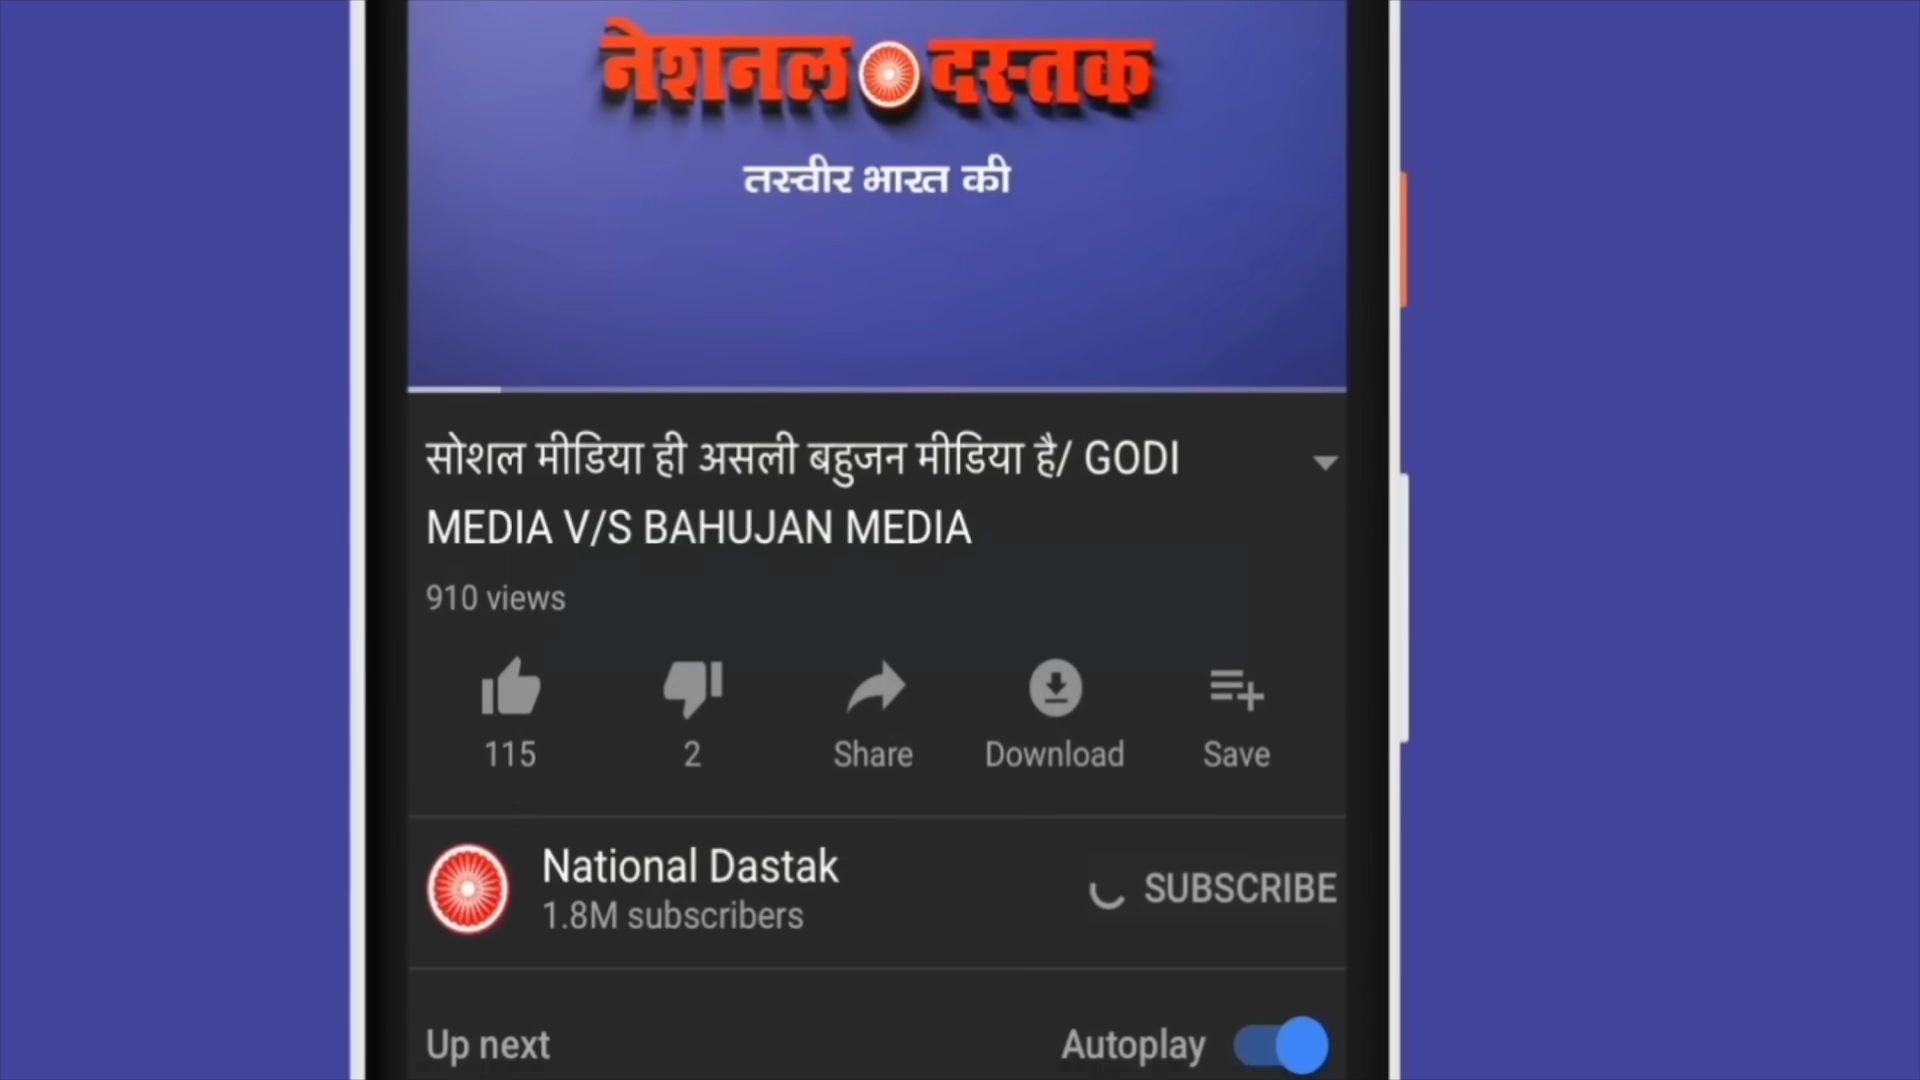 नेशनल दस्तक
तस्वीर भारत की
सोशल मीडिया ही असली बहुजन मीडिया है/ GODI
MEDIA V/S BAHUJAN MEDIA
910 views
115 2 Share Download Save
National Dastak
1.8M subscribers
SUBSCRIBE
Up next Autoplay